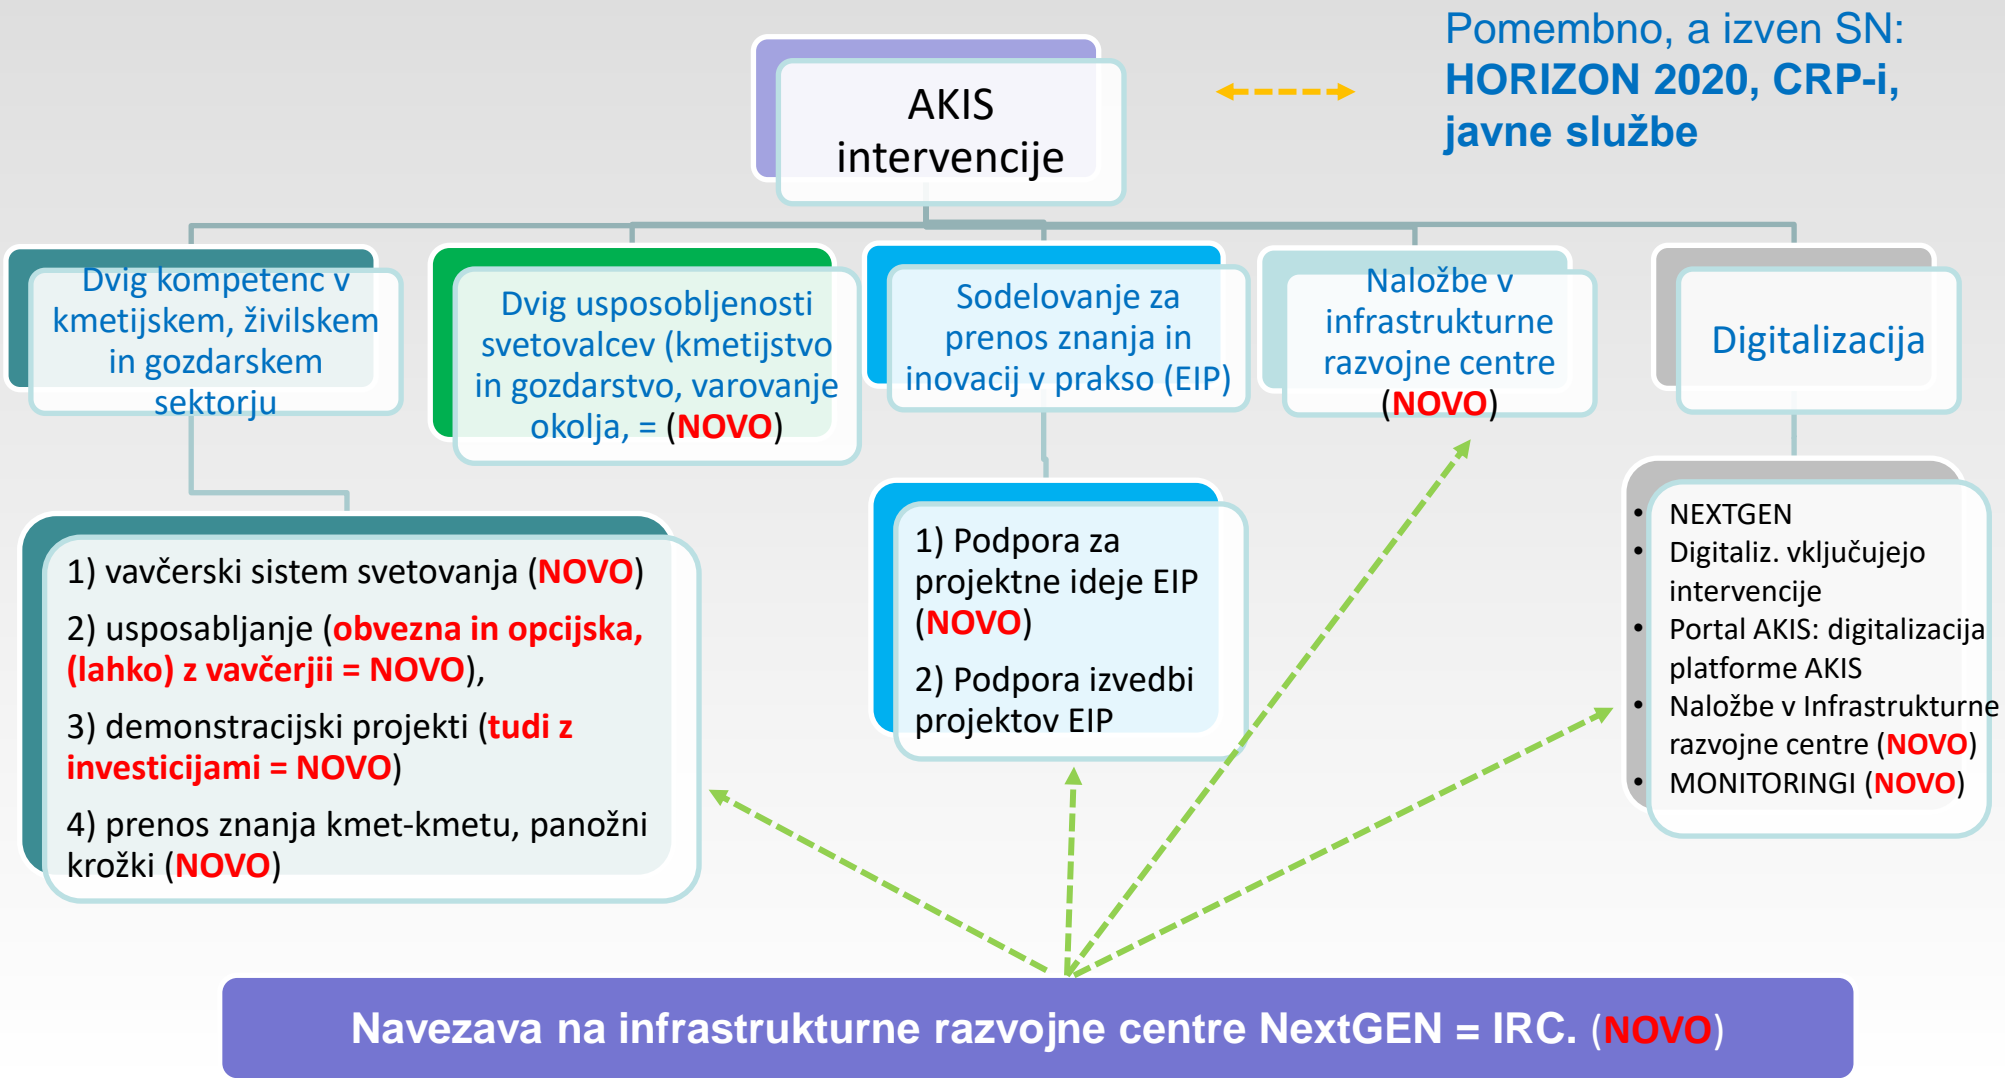 Pomembno, a izven SN:
HORIZON 2020, CRP-i,
javne službe
AKIS
intervencije
Dvig kompetenc v
kmetijskem, živilskem
in gozdarskem
sektorju
Dvig usposobljenosti
svetovalcev (kmetijstvo
in gozdarstvo, varovanje
okolja, = (NOVO)
Sodelovanje za
prenos znanja in
inovacij v prakso (EIP)
Naložbe v
infrastrukturne
razvojne centre
(NOVO)
Digitalizacija
1) vavčerski sistem svetovanja (NOVO)
2) usposabljanje (obvezna in opcijska,
(lahko) z vavčerjii = NOVO),
3) demonstracijski projekti (tudi z
investicijami = NOVO)
4) prenos znanja kmet-kmetu, panožni
krožki (NOVO)
1) Podpora za
projektne ideje EIP
(NOVO)
2) Podpora izvedbi
projektov EIP
• NEXTGEN
• Digitaliz. vključujejo
intervencije
• Portal AKIS: digitalizacija
platforme AKIS
• Naložbe v Infrastrukturne
razvojne centre (NOVO)
• MONITORINGI (NOVO)
Navezava na infrastrukturne razvojne centre NextGEN = IRC. (NOVO)